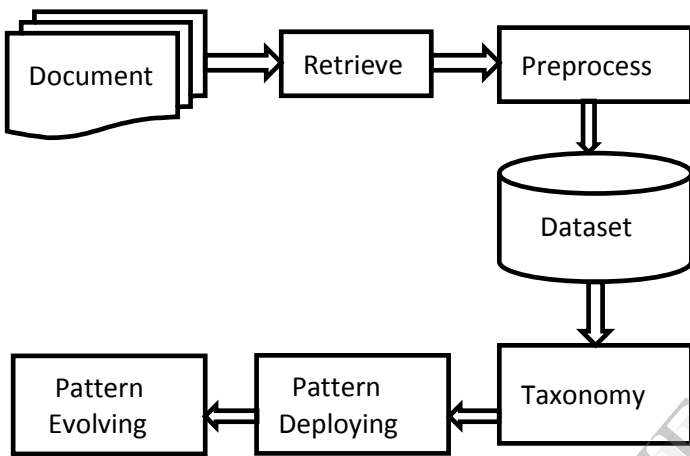 Document
Retrieve
Preprocess
Dataset
Taxonomy
Pattern
Deploying
Pattern
Evolving